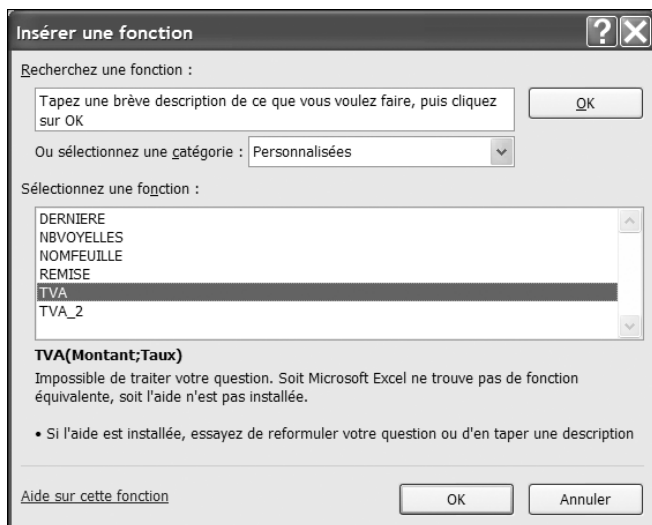 Insérer une fonction
Recherchez une fonction :
Tapez une brève description de ce que vous voulez faire, puis cliquez
sur OK
OK
Ou sélectionnez une catégorie : Personnalisées
Sélectionnez une fonction :
DERNIERE
NBVOYELLES
NOMFEUILLE
REMISE
TVA
TVA_2
TVA(Montant;Taux)
Impossible de traiter votre question. Soit Microsoft Excel ne trouve pas de fonction
équivalente, soit l'aide n'est pas installée.
• Si l'aide est installée, essayez de reformuler votre question ou d'en taper une description
Aide sur cette fonction
OK
Annuler